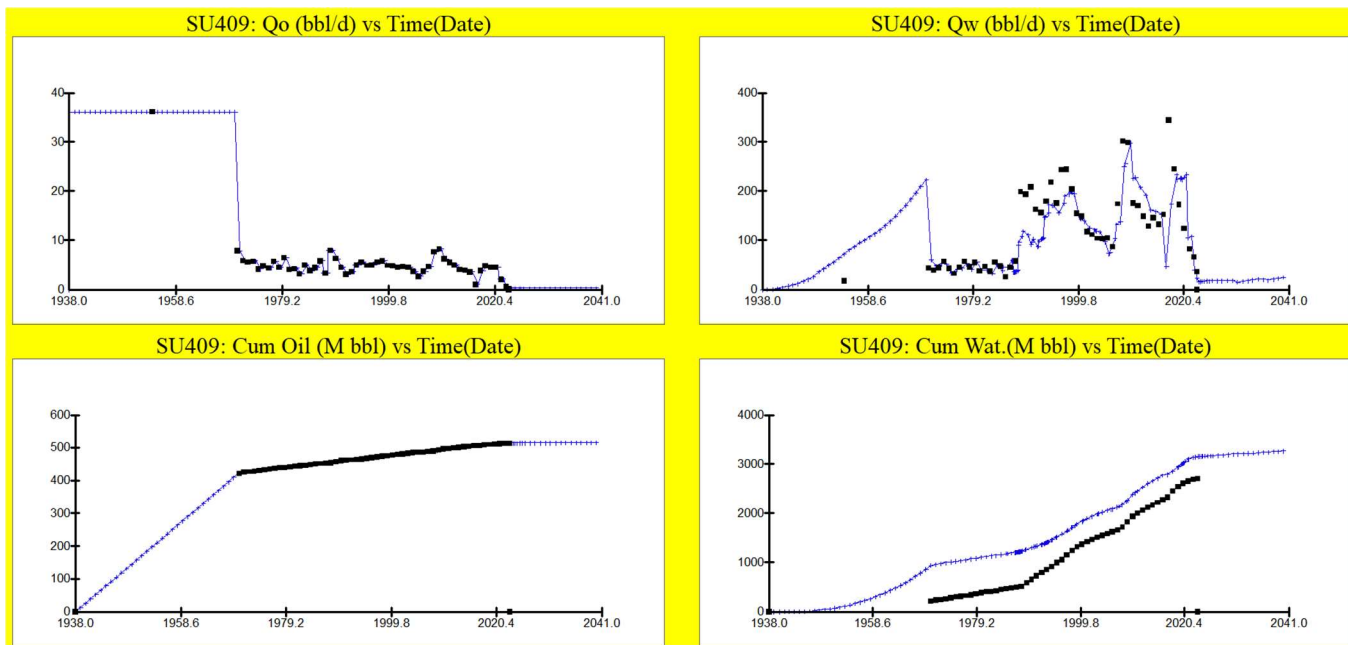 SU409: Qo (bbl/d) vs Time(Date)
40
30
20
10
0
1938.0 1958.6 1979.2 1999.8 2020.4 2041.0
SU409: Qw (bbl/d) vs Time(Date)
400
300
200
100
0
1938.0 1958.6 1979.2 1999.8 2020.4 2041.0
SU409: Cum Oil (M bbl) vs Time(Date)
600
500
400
300
200
100
0
1938.0 1958.6 1979.2 1999.8 2020.4 2041.0
SU409: Cum Wat.(M bbl) vs Time(Date)
4000
3000
2000
1000
0
1938.0 1958.6 1979.2 1999.8 2020.4 2041.0